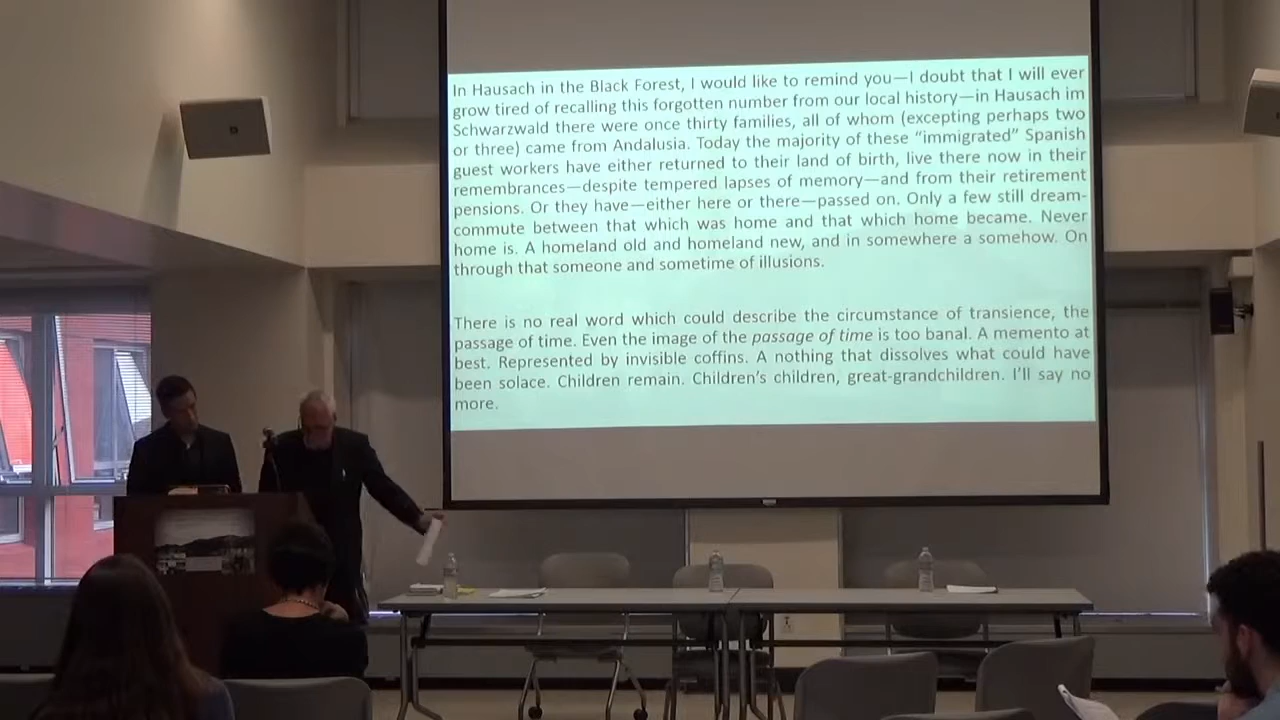 In Hausach in the Black Forest, I would like to remind you—I doubt that I will ever
grow tired of recalling this forgotten number from our local history—in Hausach im
Schwarzwald there were once thirty families, all of whom (excepting perhaps two
or three) came from Andalusia. Today the majority of these “immigrated” Spanish
guest workers have either returned to their land of birth, live there now in their
remembrances—despite tempered lapses of memory—and from their retirement
pensions. Or they have—either here or there—passed on. Only a few still dream-
commute between that which was home and that which home became. Never
home is. A homeland old and homeland new, and in somewhere a somehow. On
through that someone and sometime of illusions.
There is no real word which could describe the circumstance of transience, the
passage of time. Even the image of the passage of time is too banal. A memento at
best. Represented by invisible coffins. A nothing that dissolves what could have
been solace. Children remain. Children’s children, great-grandchildren. I’ll say no
more.